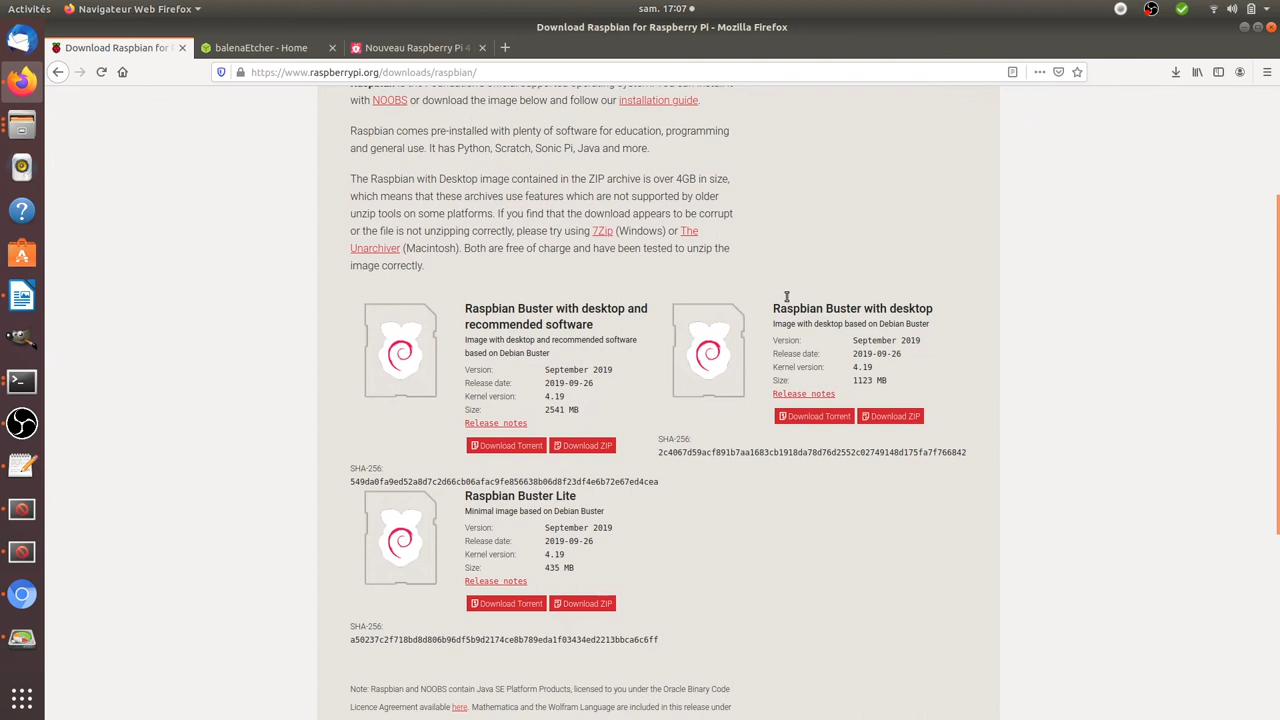 Activités
Navigateur Web Firefox
sam. 17:07
Download Raspbian for Raspberry Pi - Mozilla Firefox
Download Raspbian for
balenaEtcher - Home
Nouveau Raspberry Pi 4
https://www.raspberrypi.org/downloads/raspbian/
Raspbian is the Foundation's official supported operating system. You can install it
with NOOBS or download the image below and follow our installation guide.
Raspbian comes pre-installed with plenty of software for education, programming
and general use. It has Python, Scratch, Sonic Pi, Java and more.
The Raspbian with Desktop image contained in the ZIP archive is over 4GB in size,
which means that these archives use features which are not supported by older
unzip tools on some platforms. If you find that the download appears to be corrupt
or the file is not unzipping correctly, please try using 7Zip (Windows) or The
Unarchiver (Macintosh). Both are free of charge and have been tested to unzip the
image correctly.
Raspbian Buster with desktop and
recommended software
Image with desktop and recommended software
based on Debian Buster
Version: September 2019
Release date: 2019-09-26
Kernel version: 4.19
Size: 2541 MB
Release notes
Download Torrent Download ZIP
SHA-256:
549da0fa9ed52a8d7c2d66cb06afac9fe856638b06d8f23df4e6b72e67ed4cea
Raspbian Buster with desktop
Image with desktop based on Debian Buster
Version: September 2019
Release date: 2019-09-26
Kernel version: 4.19
Size: 1123 MB
Release notes
Download Torrent Download ZIP
SHA-256:
2c4067d59acf891b7aa1683cb1918da78d76d2552c02749148d175fa7f766842
Raspbian Buster Lite
Minimal image based on Debian Buster
Version: September 2019
Release date: 2019-09-26
Kernel version: 4.19
Size: 435 MB
Release notes
Download Torrent Download ZIP
SHA-256:
a50237c2f718bd8d806b96df5b9d2174ce8b789eda1f03434ed2213bbca6c6ff
Note: Raspbian and NOOBS contain Java SE Platform Products, licensed to you under the Oracle Binary Code
Licence Agreement available here. Mathematica and the Wolfram Language are included in this release under